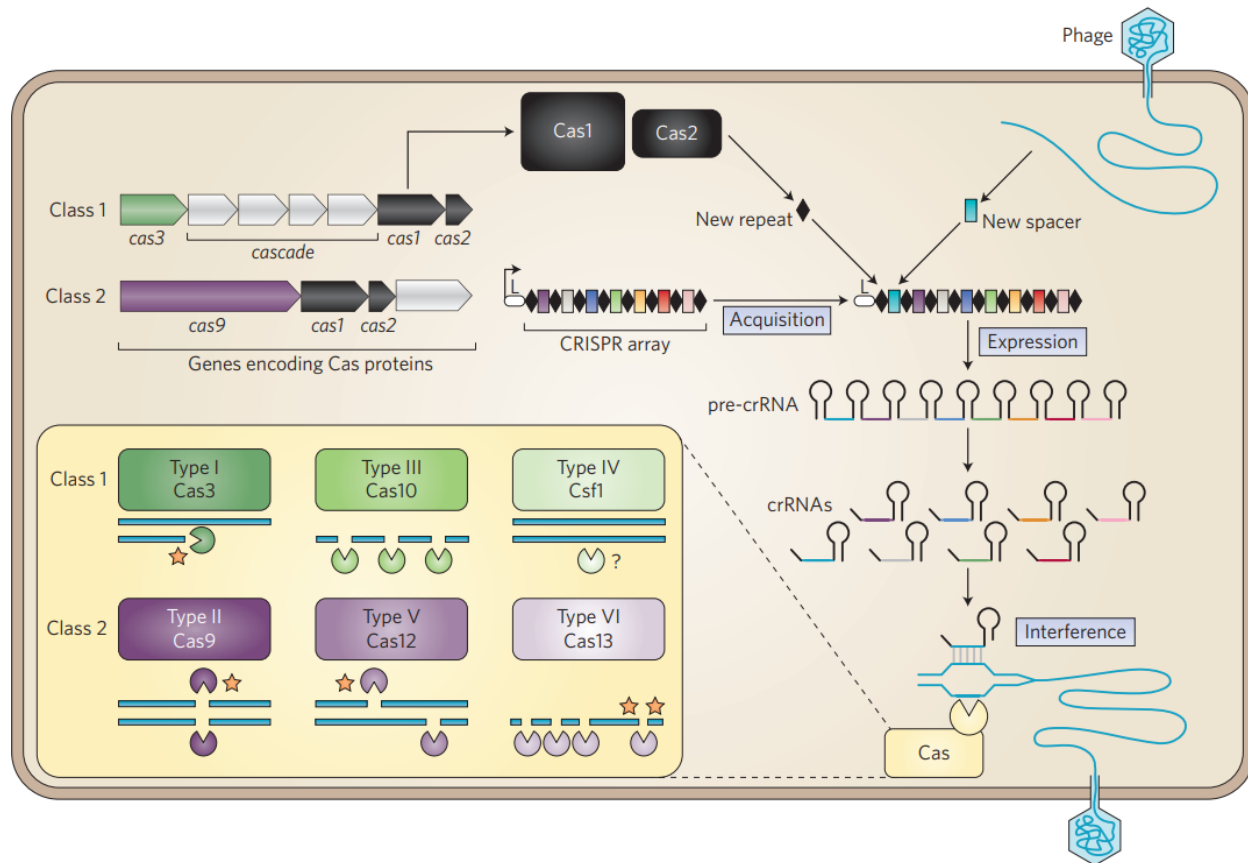 Phage
Cas1
Cas2
Class 1
cas3
cascade
cas1
cas2
New repeat
New spacer
Class 2
cas9
cas1
cas2
Genes encoding Cas proteins
L
CRISPR array
Acquisition
L
Expression
pre-crRNA
crRNAs
Interference
Cas
Class 1
Type I
Cas3
Type III
Cas10
Type IV
Csf1
?
Class 2
Type II
Cas9
Type V
Cas12
Type VI
Cas13